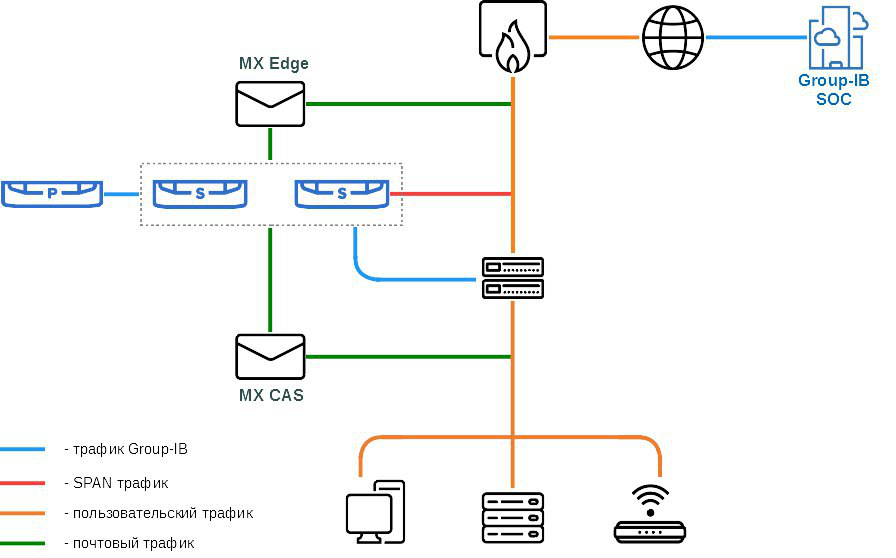 MX Edge
Group-IB
SOC
P
S
S
MX CAS
- трафик Group-IB
- SPAN трафик
- пользовательский трафик
- почтовый трафик